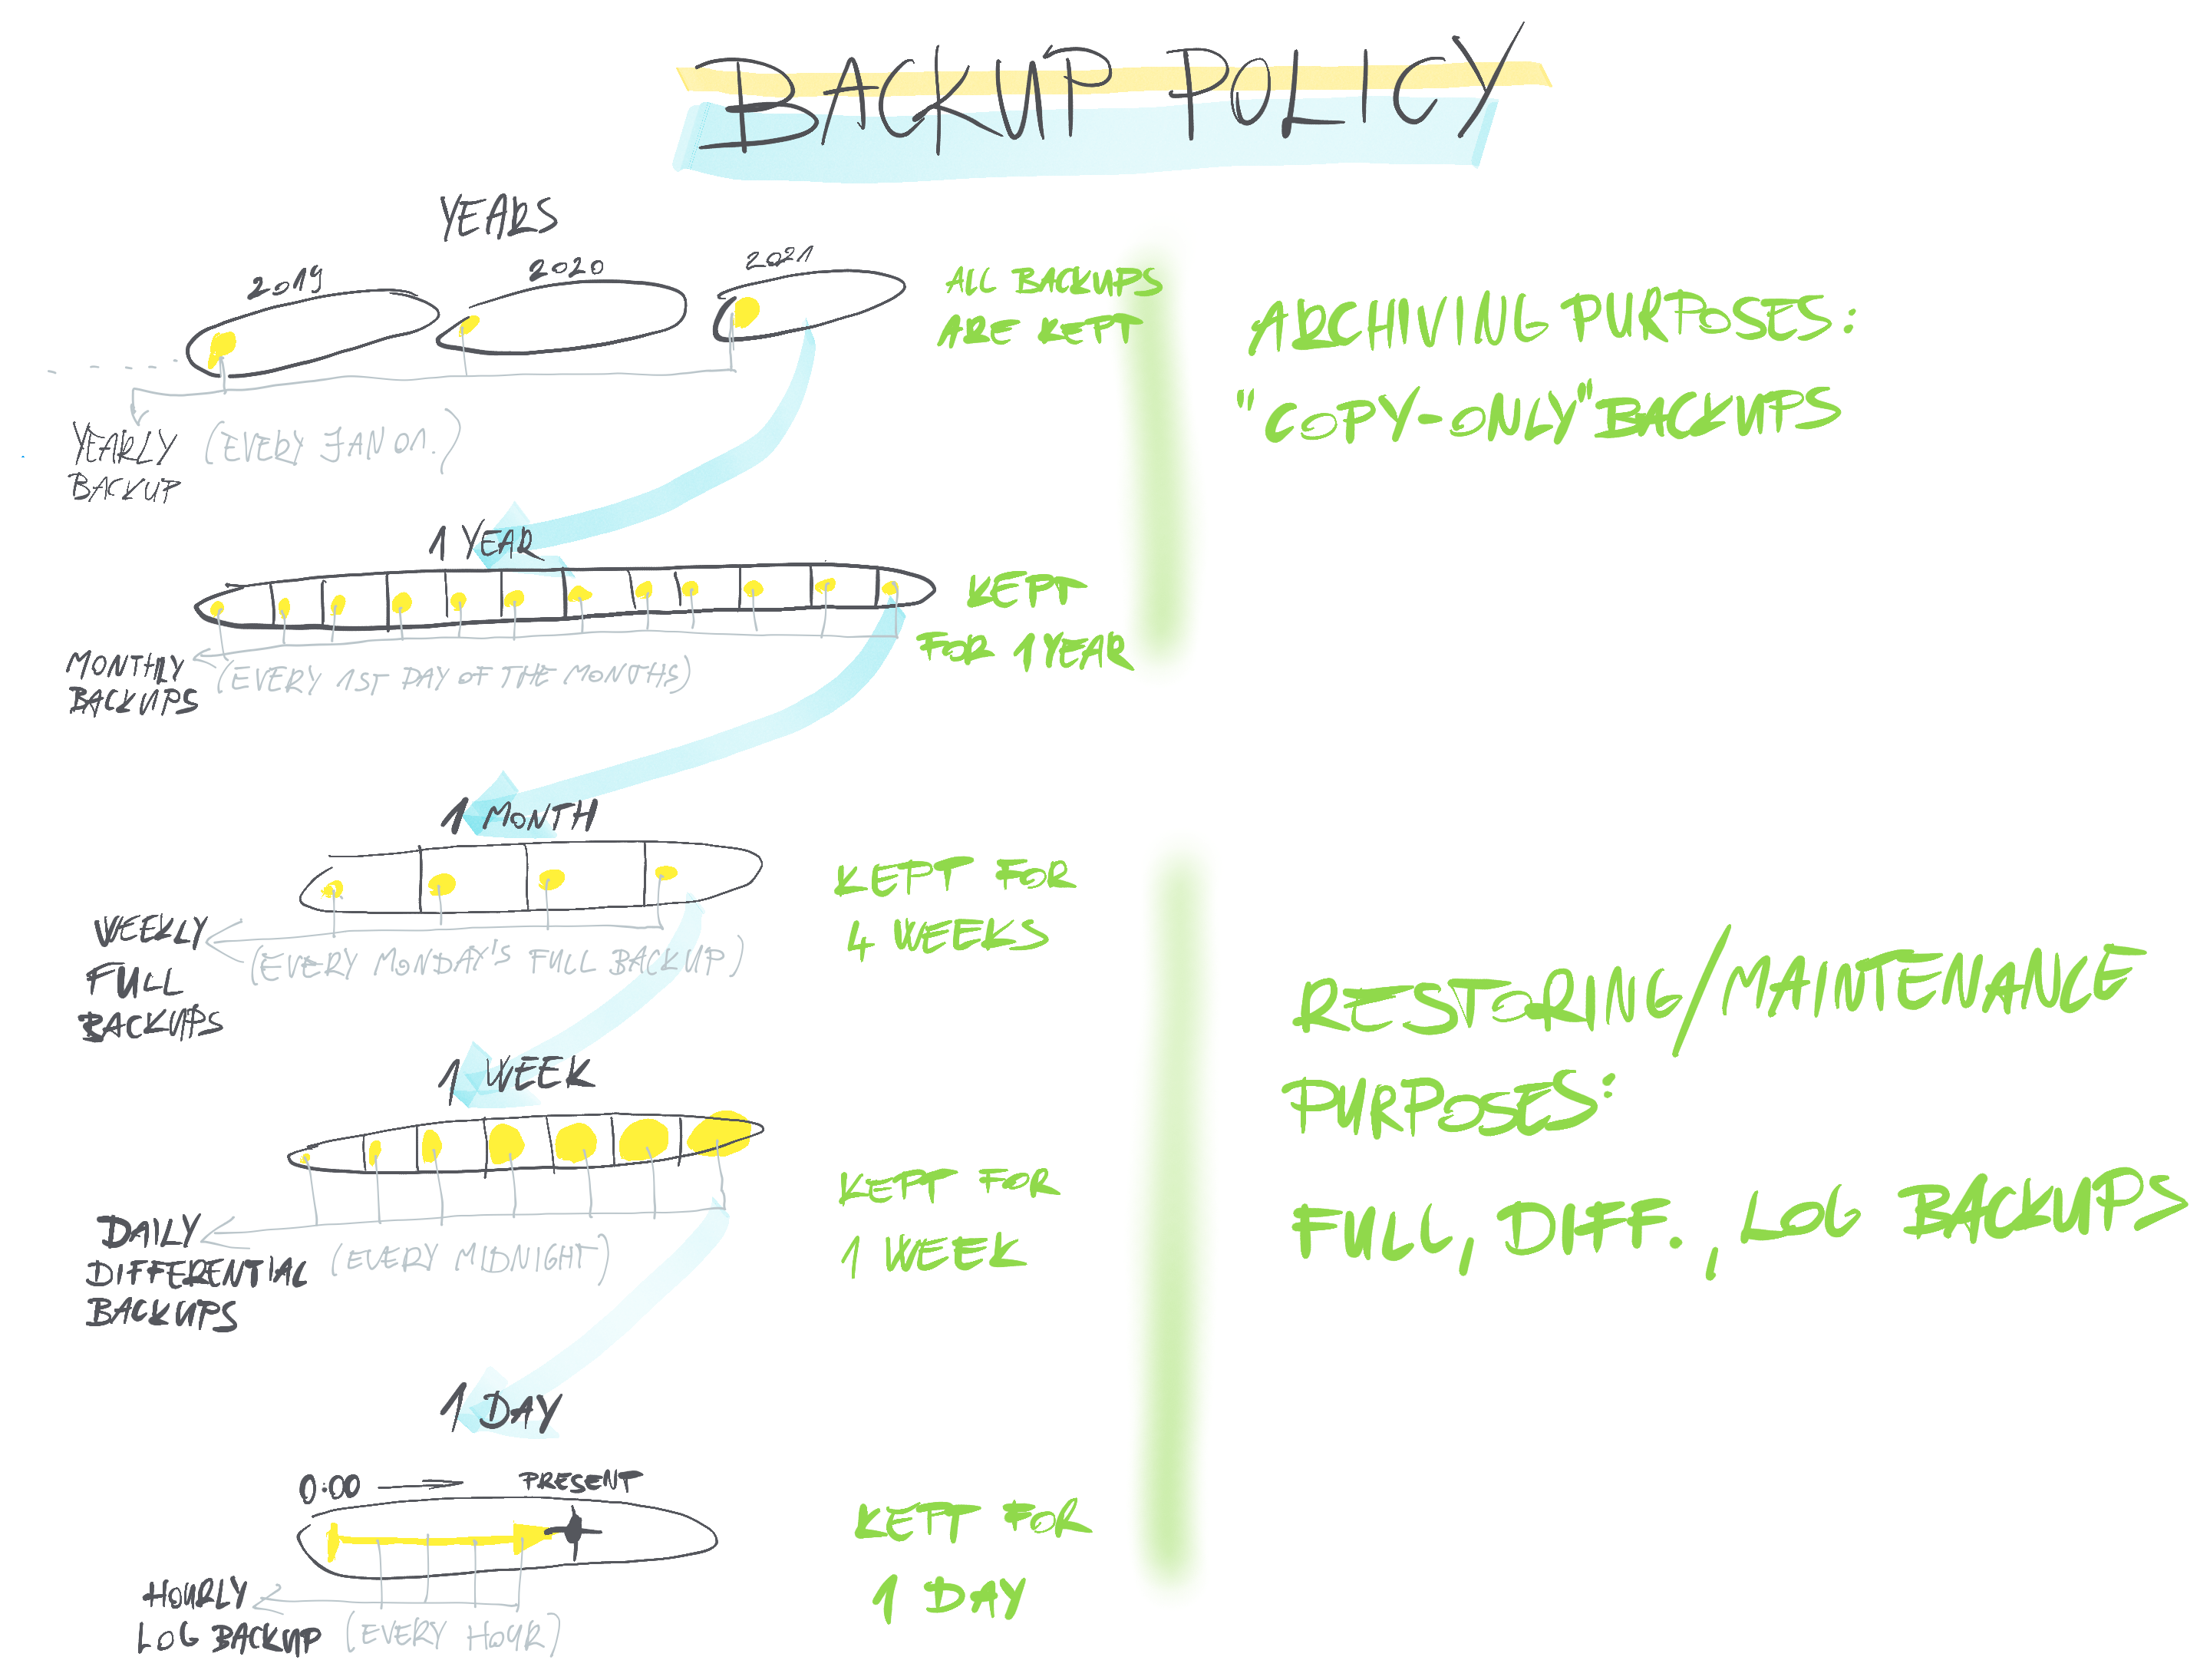 BACKUP POLICY
YEARS
2019
2020
2021
ALL BACKUPS
ARE KEPT
ARCHIVING PURPOSES:
"COPY-ONLY" BACKUPS
YEARLY
BACKUP
(EVERY JAN 01.)
1 YEAR
KEPT
FOR 1 YEAR
MONTHLY
BACKUPS
(EVERY 1ST DAY OF THE MONTHS)
1 MONTH
KEPT FOR
4 WEEKS
WEEKLY
FULL
BACKUPS
(EVERY MONDAY'S FULL BACKUP)
RESTORING/MAINTENANCE
PURPOSES:
FULL, DIFF., LOG BACKUPS
1 WEEK
KEPT FOR
1 WEEK
DAILY
DIFFERENTIAL
BACKUPS
(EVERY MIDNIGHT)
1 DAY
0:00
PRESENT
KEPT FOR
1 DAY
HOURLY
LOG BACKUP
(EVERY HOUR)